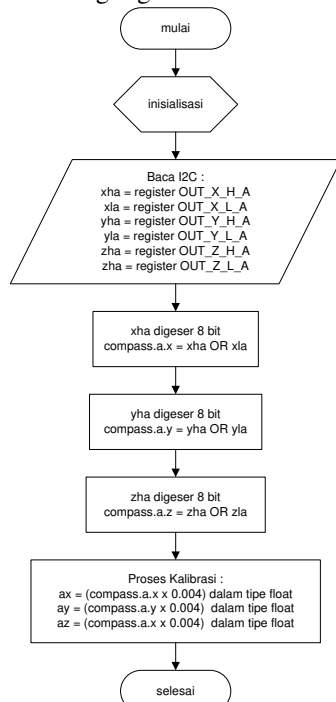 mulai
inisialisasi
Baca I2C :
xha = register OUT_X_H_A
xla = register OUT_X_L_A
yha = register OUT_Y_H_A
yla = register OUT_Y_L_A
zha = register OUT_Z_H_A
zha = register OUT_Z_L_A
xha digeser 8 bit
compass.a.x = xha OR xla
yha digeser 8 bit
compass.a.y = yha OR yla
zha digeser 8 bit
compass.a.z = zha OR zla
Proses Kalibrasi :
ax = (compass.a.x x 0.004) dalam tipe float
ay = (compass.a.y x 0.004) dalam tipe float
az = (compass.a.x x 0.004) dalam tipe float
selesai